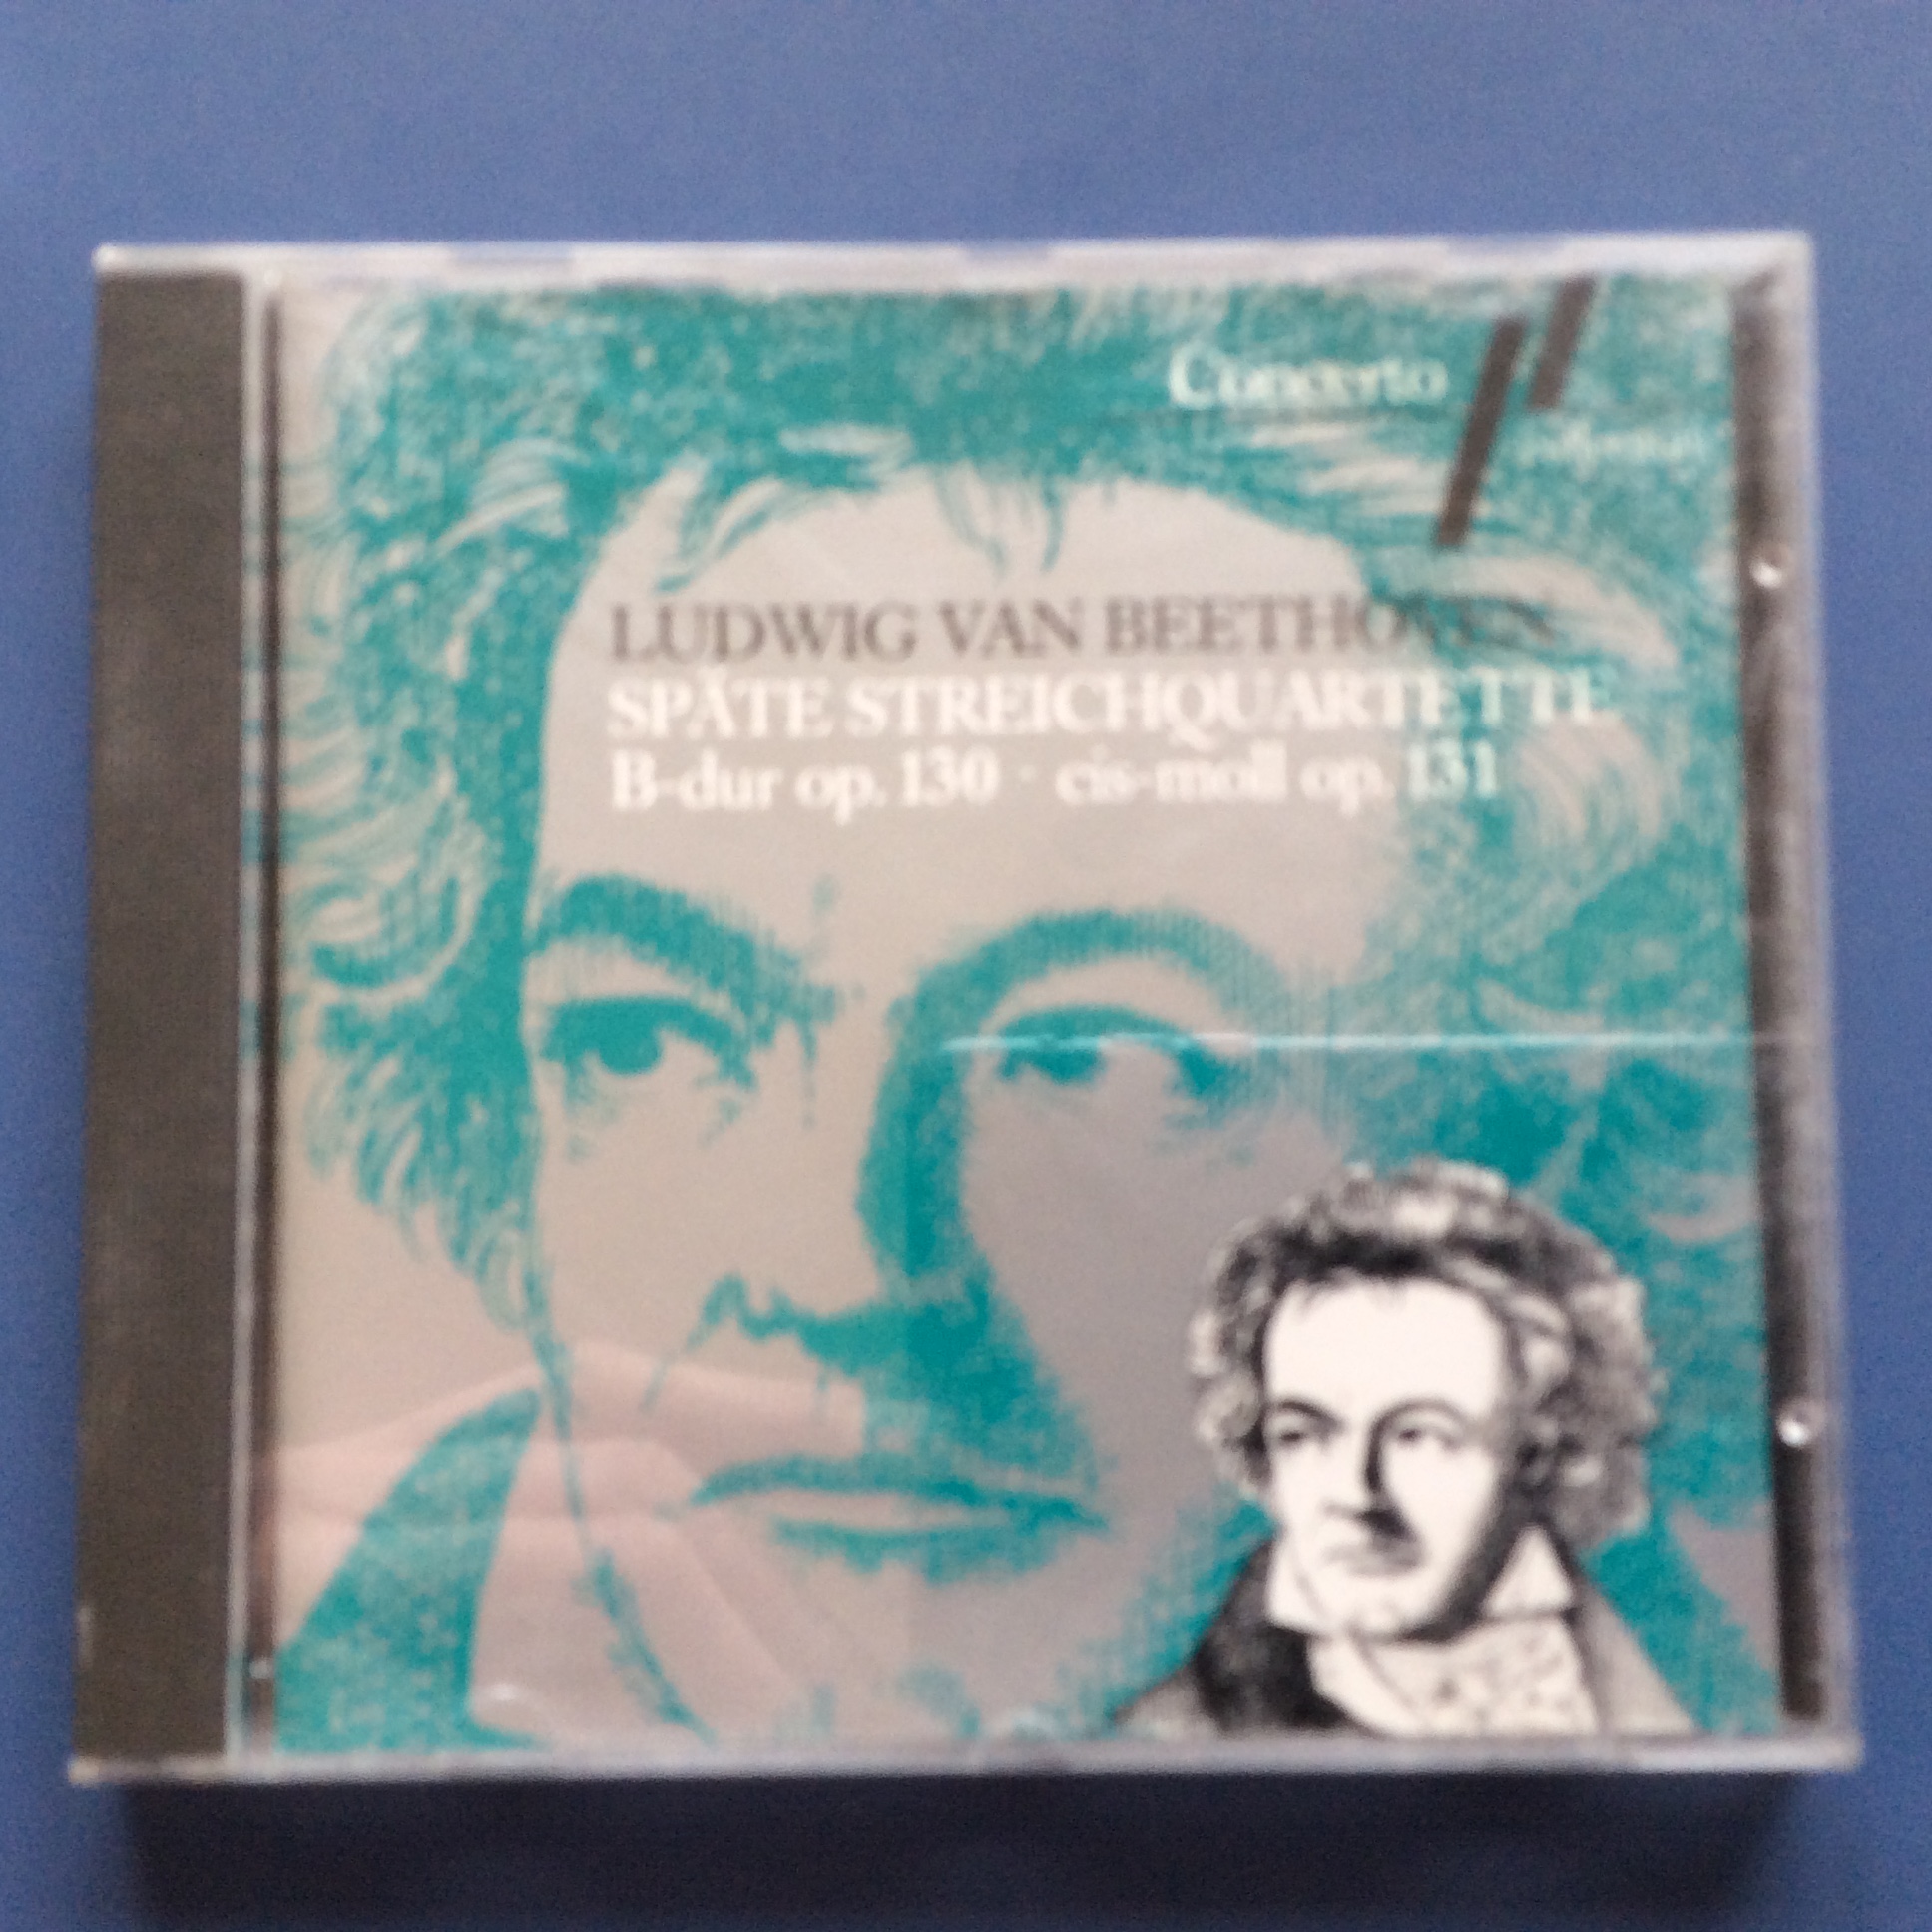 Concerto
LUDWIG VAN BEETHOVEN
SPÄTE STREICHQUARTETTE
B-dur op. 130 · cis-moll op. 131